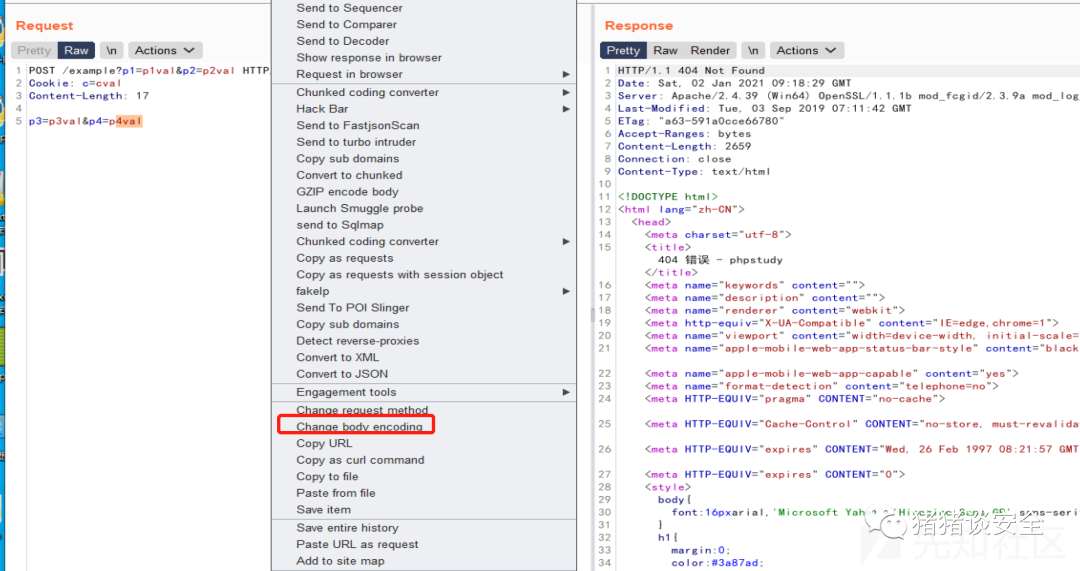 Request
Pretty Raw \n Actions
1 POST /example?p1=p1val&p2=p2val HTTP
2 Cookie: c=cval
3 Content-Length: 17
4
5 p3=p3val&p4=p4val
Send to Sequencer
Send to Comparer
Send to Decoder
Show response in browser
Request in browser
Chunked coding converter
Hack Bar
Send to FastjsonScan
Send to turbo intruder
Copy sub domains
Convert to chunked
GZIP encode body
Launch Smuggle probe
send to Sqlmap
Chunked coding converter
Copy as requests
Copy as requests with session object
fakeIp
Send To POI Slinger
Copy sub domains
Detect reverse-proxies
Convert to XML
Convert to JSON
Engagement tools
Change request method
Change body encoding
Copy URL
Copy as curl command
Copy to file
Paste from file
Save item
Save entire history
Paste URL as request
Add to site map
Response
Pretty Raw Render \n Actions
1 HTTP/1.1 404 Not Found
2 Date: Sat, 02 Jan 2021 09:18:29 GMT
3 Server: Apache/2.4.39 (Win64) OpenSSL/1.1.1b mod_fcgid/2.3.9a mod_log_
4 Last-Modified: Tue, 03 Sep 2019 07:11:42 GMT
5 ETag: "a63-591a0cce66780"
6 Accept-Ranges: bytes
7 Content-Length: 2659
8 Connection: close
9 Content-Type: text/html
10
11 <!DOCTYPE html>
12 <html lang="zh-CN">
13 <head>
14 <meta charset="utf-8">
15 <title>
404 错误 - phpstudy
</title>
16 <meta name="keywords" content="">
17 <meta name="description" content="">
18 <meta name="renderer" content="webkit">
19 <meta http-equiv="X-UA-Compatible" content="IE=edge,chrome=1">
20 <meta name="viewport" content="width=device-width, initial-scale=
21 <meta name="apple-mobile-web-app-status-bar-style" content="black
22 <meta name="apple-mobile-web-app-capable" content="yes">
23 <meta name="format-detection" content="telephone=no">
24 <meta HTTP-EQUIV="pragma" CONTENT="no-cache">
25 <meta HTTP-EQUIV="Cache-Control" CONTENT="no-store, must-revalida
26 <meta HTTP-EQUIV="expires" CONTENT="Wed, 26 Feb 1997 08:21:57 GMT
27 <meta HTTP-EQUIV="expires" CONTENT="0">
28 <style>
29 body{
30 font:16pxarial,'Microsoft Yah
31 }
32 h1{
33 margin:0;
34 color:#3a87ad;
猪猪谈安全
先知社区